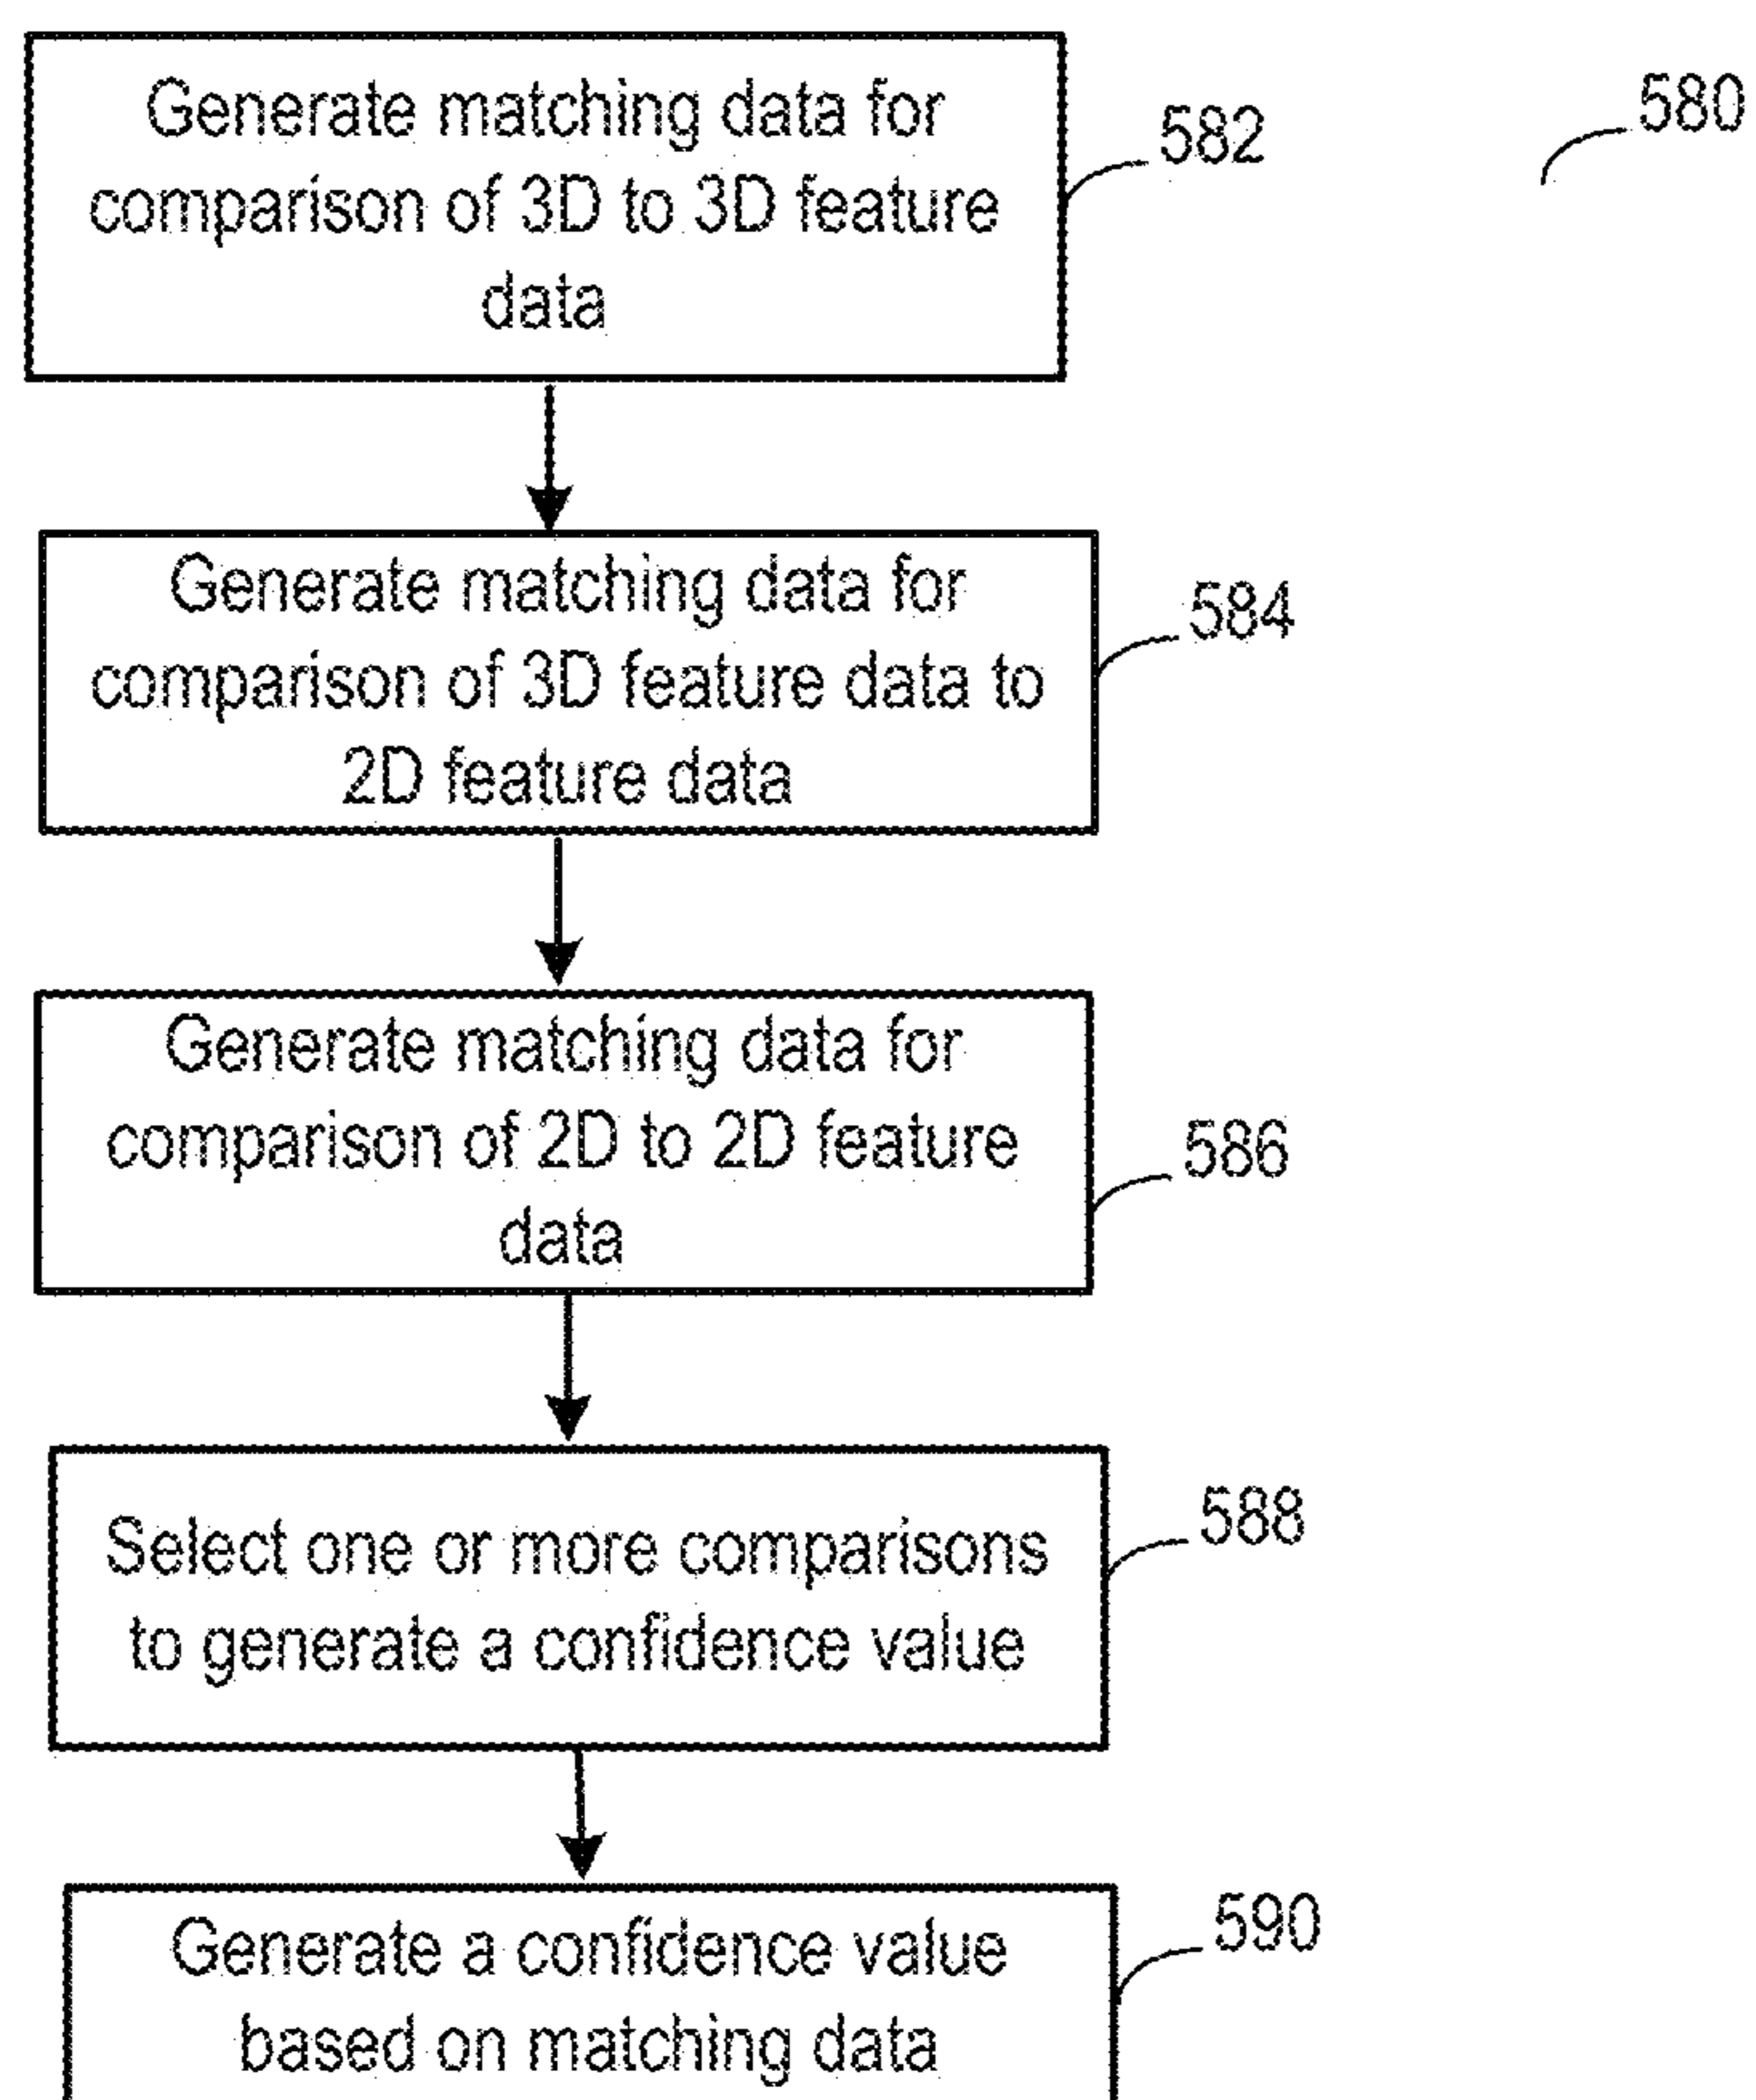 580
Generate matching data for
comparison of 3D to 3D feature
data
582
Generate matching data for
comparison of 3D feature data to
2D feature data
584
Generate matching data for
comparison of 2D to 2D feature
data
586
Select one or more comparisons
to generate a confidence value
588
Generate a confidence value
based on matching data
590